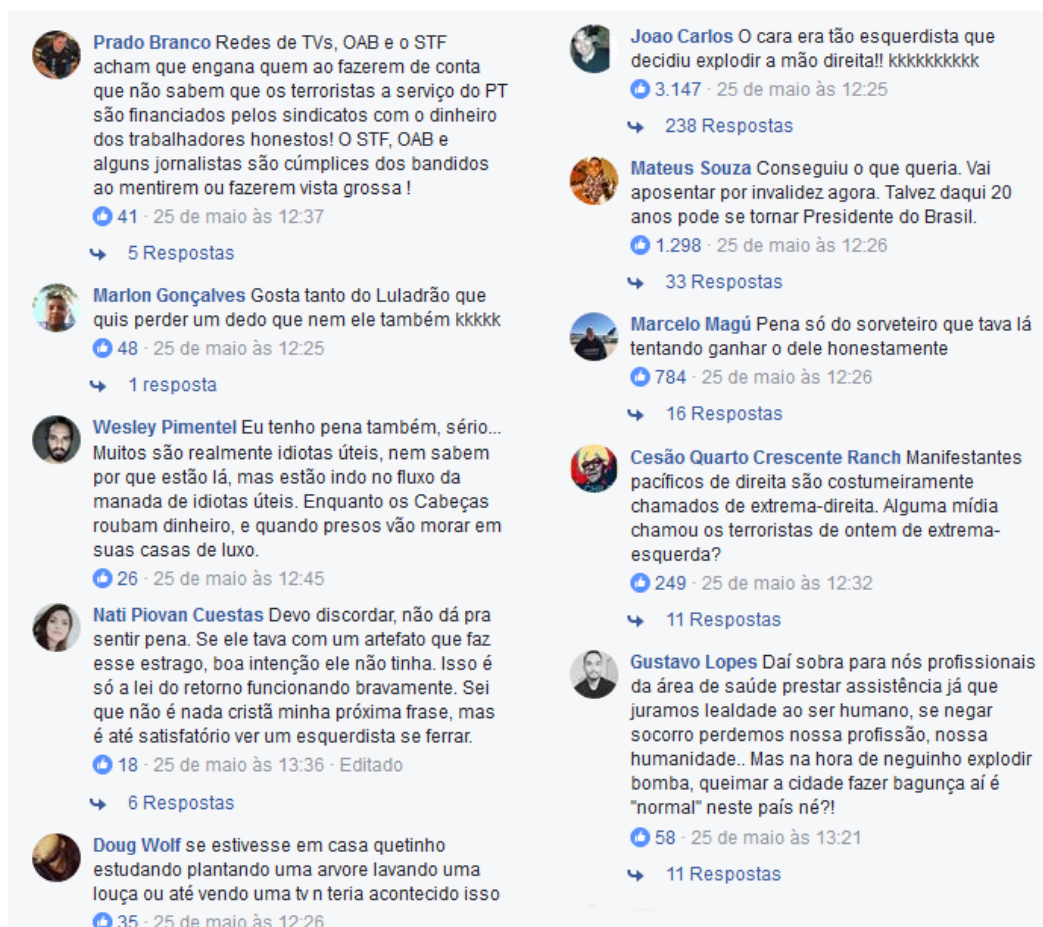 Prado Branco Redes de TVs, OAB e o STF
acham que engana quem ao fazerem de conta
que não sabem que os terroristas a serviço do PT
são financiados pelos sindicatos com o dinheiro
dos trabalhadores honestos! O STF, OAB e
alguns jornalistas são cúmplices dos bandidos
ao mentirem ou fazerem vista grossa !
41 · 25 de maio às 12:37
5 Respostas
Marlon Gonçalves Gosta tanto do Luladrão que
quis perder um dedo que nem ele também kkkkk
48 · 25 de maio às 12:25
1 resposta
Wesley Pimentel Eu tenho pena também, sério...
Muitos são realmente idiotas úteis, nem sabem
por que estão lá, mas estão indo no fluxo da
manada de idiotas úteis. Enquanto os Cabeças
roubam dinheiro, e quando presos vão morar em
suas casas de luxo.
26 · 25 de maio às 12:45
Nati Piovan Cuestas Devo discordar, não dá pra
sentir pena. Se ele tava com um artefato que faz
esse estrago, boa intenção ele não tinha. Isso é
só a lei do retorno funcionando bravamente. Sei
que não é nada cristã minha próxima frase, mas
é até satisfatório ver um esquerdista se ferrar.
18 · 25 de maio às 13:36 · Editado
6 Respostas
Doug Wolf se estivesse em casa quetinho
estudando plantando uma arvore lavando uma
louça ou até vendo uma tv n teria acontecido isso
35 · 25 de maio às 12:26
Joao Carlos O cara era tão esquerdista que
decidiu explodir a mão direita!! kkkkkkkkkk
3.147 · 25 de maio às 12:25
238 Respostas
Mateus Souza Conseguiu o que queria. Vai
aposentar por invalidez agora. Talvez daqui 20
anos pode se tornar Presidente do Brasil.
1.298 · 25 de maio às 12:26
33 Respostas
Marcelo Magú Pena só do sorveteiro que tava lá
tentando ganhar o dele honestamente
784 · 25 de maio às 12:26
16 Respostas
Cesão Quarto Crescente Ranch Manifestantes
pacíficos de direita são costumeiramente
chamados de extrema-direita. Alguma mídia
chamou os terroristas de ontem de extrema-
esquerda?
249 · 25 de maio às 12:32
11 Respostas
Gustavo Lopes Daí sobra para nós profissionais
da área de saúde prestar assistência já que
juramos lealdade ao ser humano, se negar
socorro perdemos nossa profissão, nossa
humanidade.. Mas na hora de neguinho explodir
bomba, queimar a cidade fazer bagunça aí é
"normal" neste país né?!
58 · 25 de maio às 13:21
11 Respostas